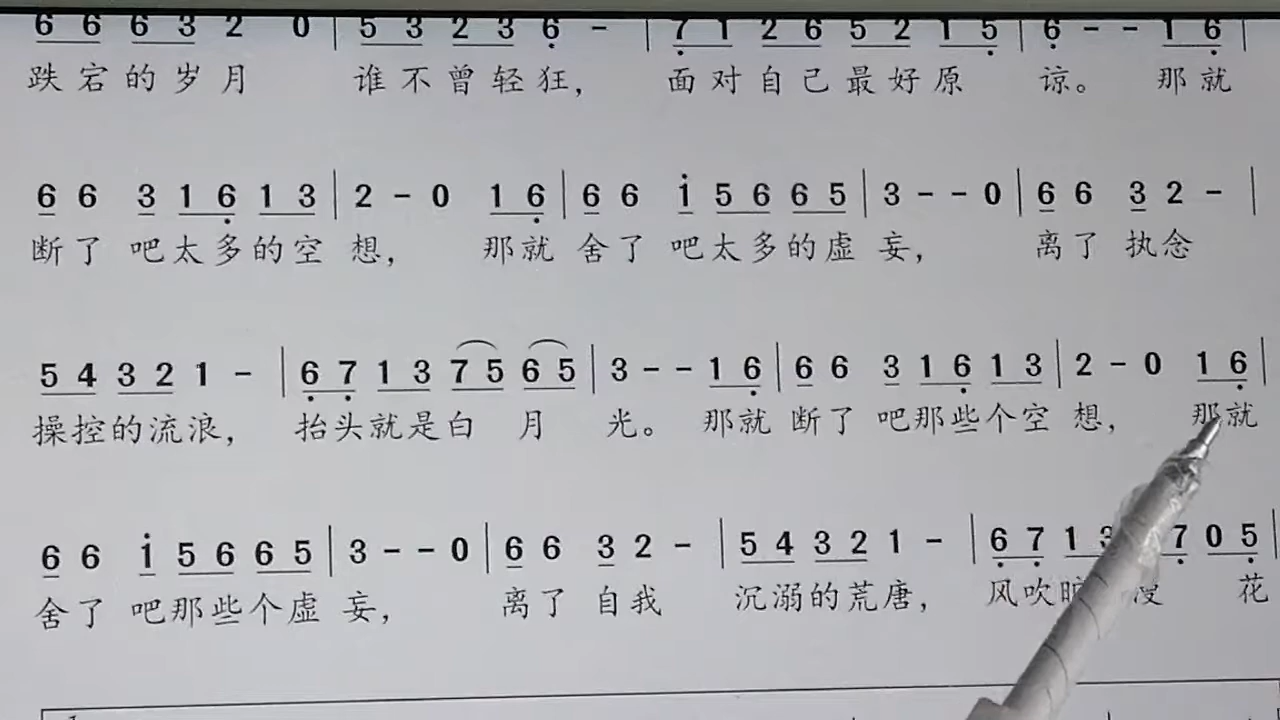 6 6 6 3 2 0 | 5 3 2 3 6̣ - | 7̣ 1 2 6 5 2 1 5̣ | 6̣ - - 1 6̣ |
跌宕的岁月 谁不曾轻狂， 面对自己最好原 谅。 那就
6 6 3 1 6̣ 1 3 | 2 - 0 1 6̣ | 6 6 i 5 6 6 5 | 3 - - 0 | 6 6 3 2 - |
断了 吧太多的空 想， 那就 舍了 吧太多的虚 妄， 离了 执念
5 4 3 2 1 - | 6̣ 7̣ 1 3 7 5 6 5 | 3 - - 1 6̣ | 6 6 3 1 6̣ 1 3 | 2 - 0 1 6̣ |
操控的流浪， 抬头就是白 月 光。 那就 断了 吧那些个空 想， 那就
6 6 i 5 6 6 5 | 3 - - 0 | 6 6 3 2 - | 5 4 3 2 1 - | 6̣ 7̣ 1 3 7̣ 0 5̣ |
舍了 吧那些个虚 妄， 离了 自我 沉溺的荒唐， 风吹 花